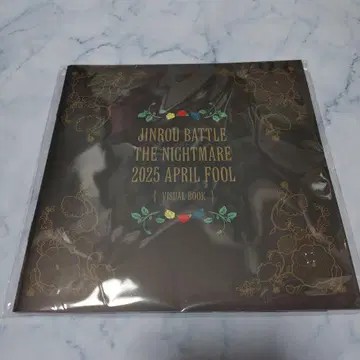 JINROU BATTLE
THE NIGHTMARE
2025 APRIL FOOL
[ VISUAL BOOK ]